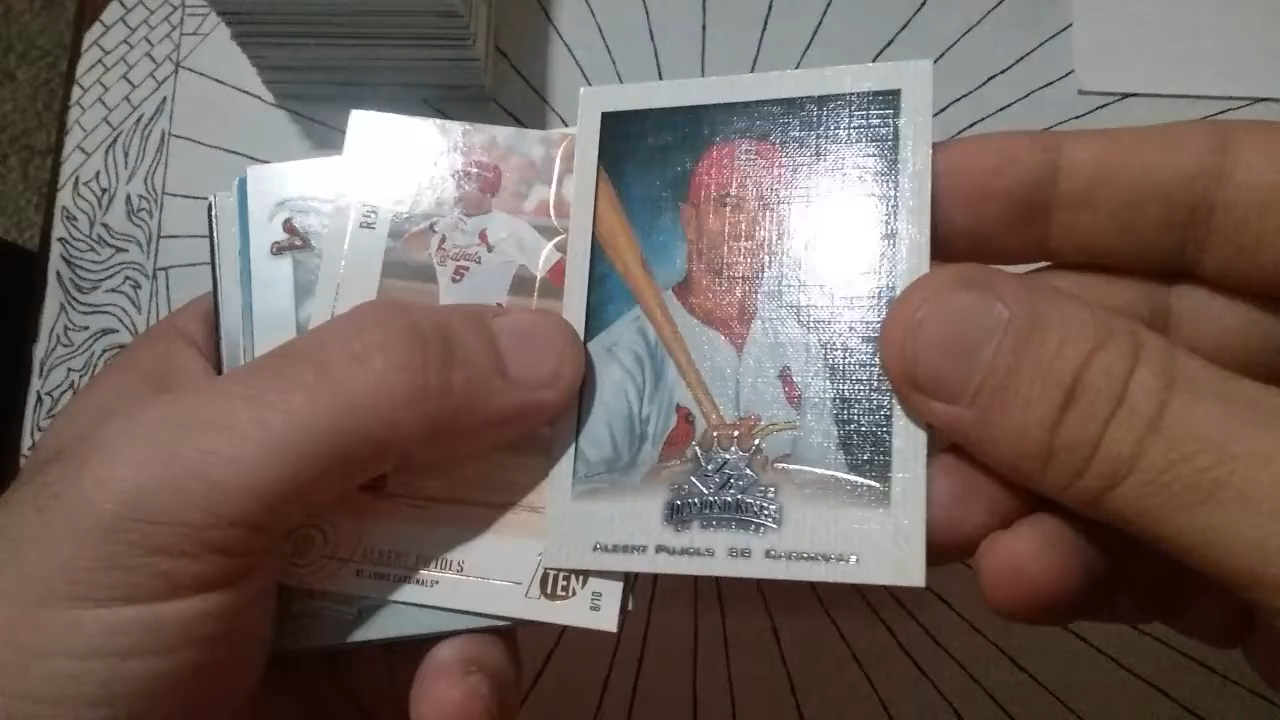 Cardinals
5
ALBERT PUJOLS
ST. LOUIS CARDINALS®
TEN
8/10
DIAMOND KINGS
ALBERT PUJOLS 3B CARDINALS